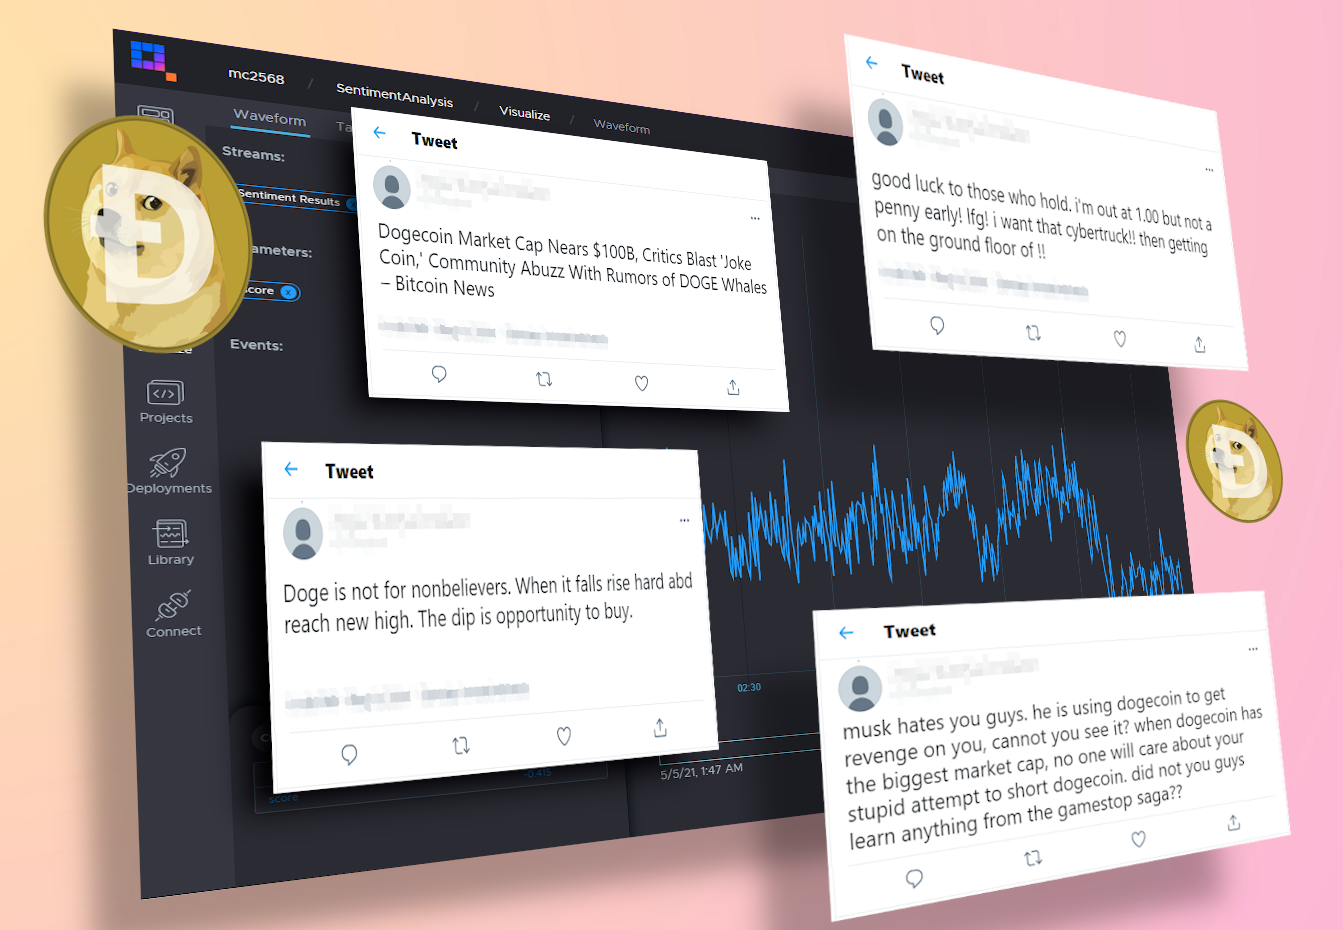 mc2568 / SentimentAnalysis / Visualize / Waveform
Waveform
Streams:
Sentiment Results
ameters:
core
Events:
Projects
Deployments
Library
Connect
Tweet
Dogecoin Market Cap Nears $100B, Critics Blast 'Joke
Coin,' Community Abuzz With Rumors of DOGE Whales
– Bitcoin News
Tweet
good luck to those who hold. i'm out at 1.00 but not a
penny early! lfg! i want that cybertruck!! then getting
on the ground floor of !!
Tweet
Doge is not for nonbelievers. When it falls rise hard abd
reach new high. The dip is opportunity to buy.
Tweet
musk hates you guys. he is using dogecoin to get
revenge on you, cannot you see it? when dogecoin has
the biggest market cap, no one will care about your
stupid attempt to short dogecoin. did not you guys
learn anything from the gamestop saga??
02:30
5/5/21, 1:47 AM
-0.415
score
Ð
Ð